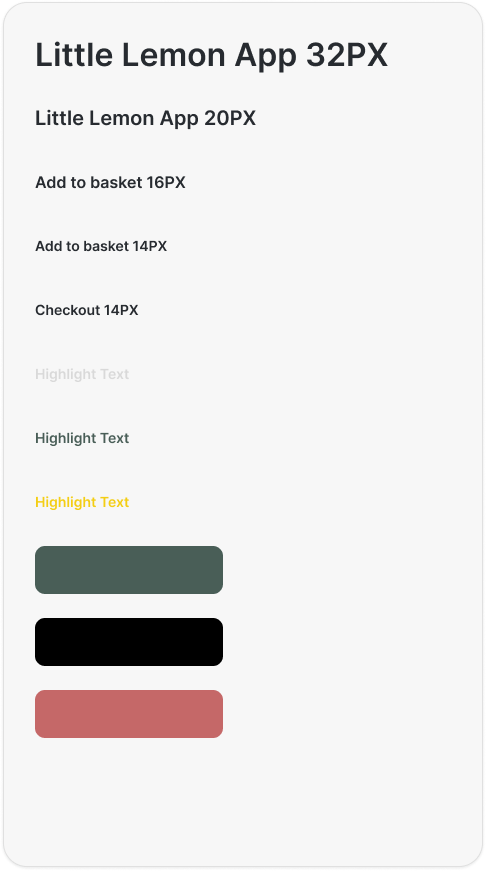 Little Lemon App 32PX
Little Lemon App 20PX
Add to basket 16PX
Add to basket 14PX
Checkout 14PX
Highlight Text
Highlight Text
Highlight Text